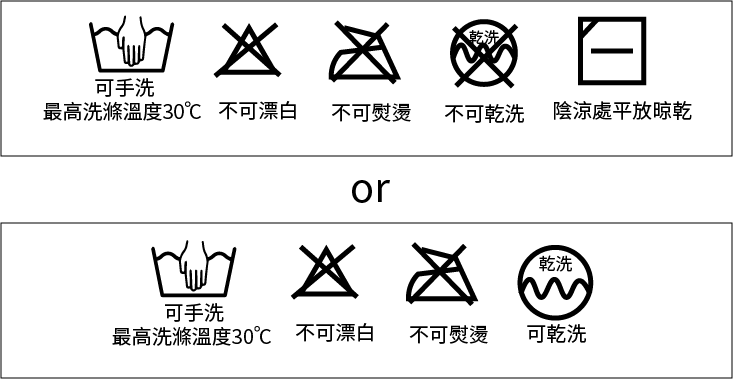 乾洗
可手洗
最高洗滌溫度30℃
不可漂白
不可熨燙
不可乾洗
陰涼處平放晾乾
or
乾洗
可手洗
最高洗滌溫度30℃
不可漂白
不可熨燙
可乾洗